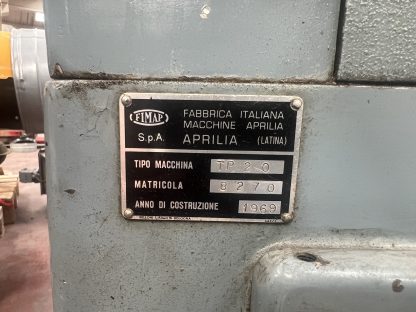 FIMAP
FABBRICA ITALIANA
MACCHINE APRILIA
S.p.A. APRILIA (LATINA)
TIPO MACCHINA TP 2 0
MATRICOLA 8270
ANNO DI COSTRUZIONE 1969